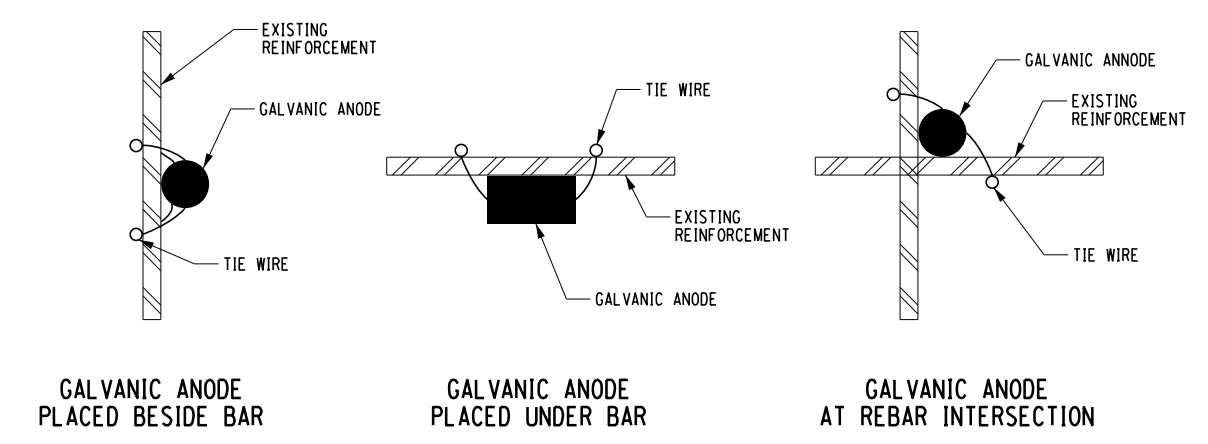 EXISTING
REINFORCEMENT
GALVANIC ANODE
TIE WIRE
GALVANIC ANODE
PLACED BESIDE BAR
TIE WIRE
EXISTING
REINFORCEMENT
GALVANIC ANODE
GALVANIC ANODE
PLACED UNDER BAR
GALVANIC ANNODE
EXISTING
REINFORCEMENT
TIE WIRE
GALVANIC ANODE
AT REBAR INTERSECTION